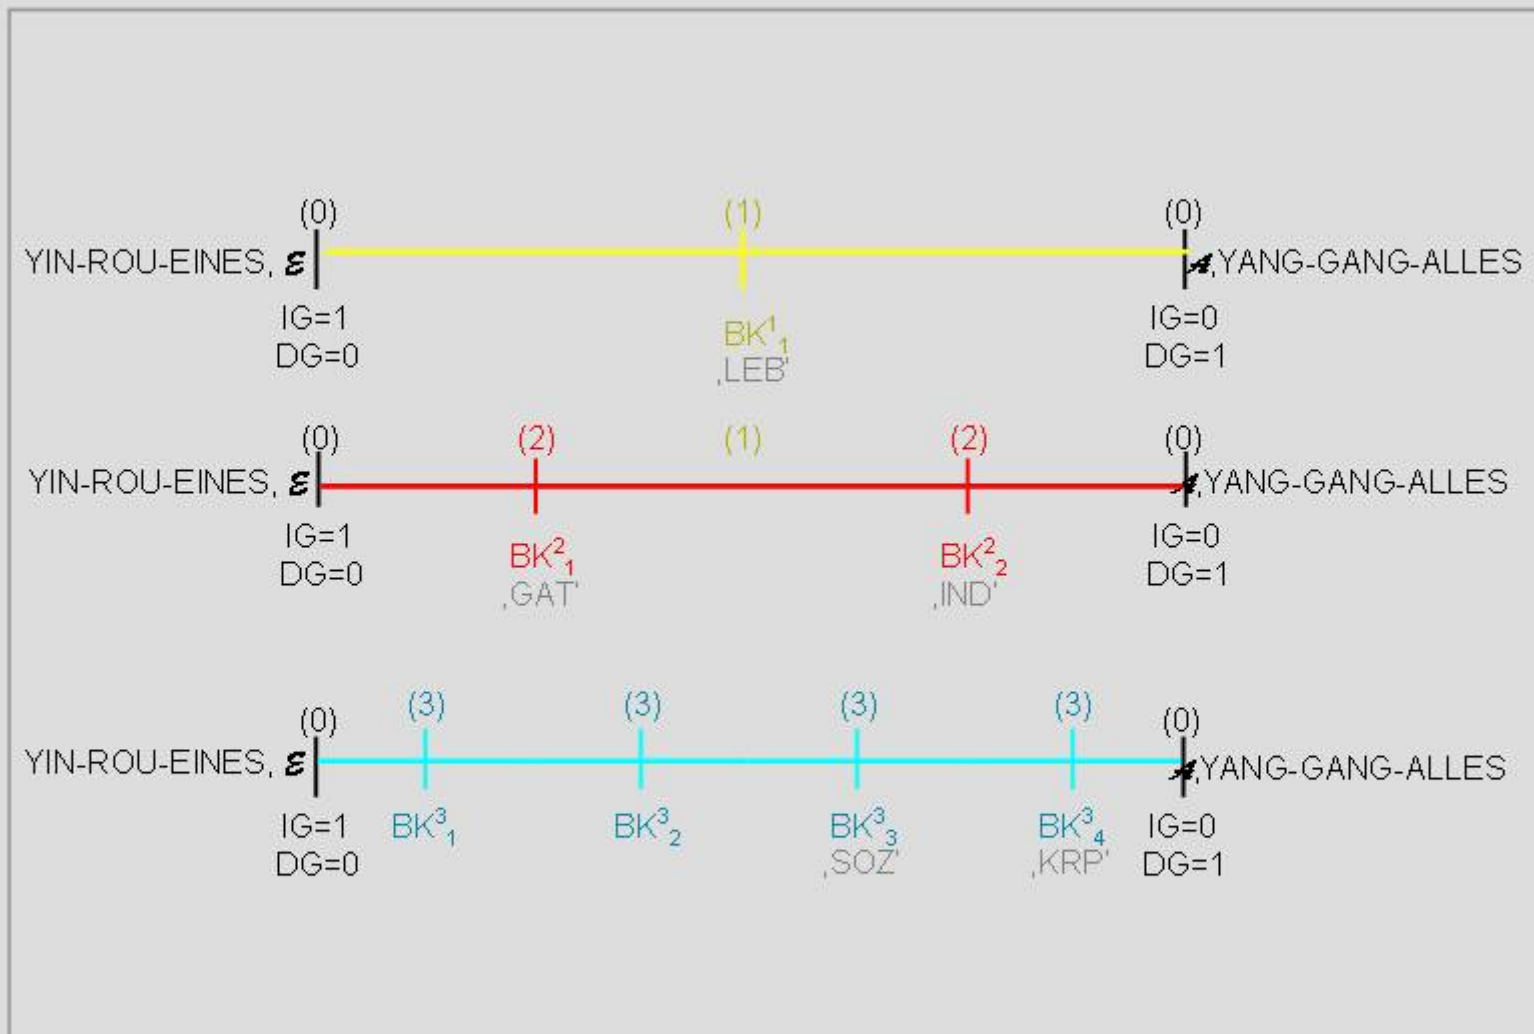 (0) (1) (0)
YIN-ROU-EINES, ℰ 𝒜,YANG-GANG-ALLES
IG=1 BK¹₁ IG=0
DG=0 ‚LEB' DG=1
(0) (2) (1) (2) (0)
YIN-ROU-EINES, ℰ 𝒜,YANG-GANG-ALLES
IG=1 BK²₁ BK²₂ IG=0
DG=0 ‚GAT' ‚IND' DG=1
(0) (3) (3) (3) (3) (0)
YIN-ROU-EINES, ℰ 𝒜,YANG-GANG-ALLES
IG=1 BK³₁ BK³₂ BK³₃ BK³₄ IG=0
DG=0 ‚SOZ' ‚KRP' DG=1